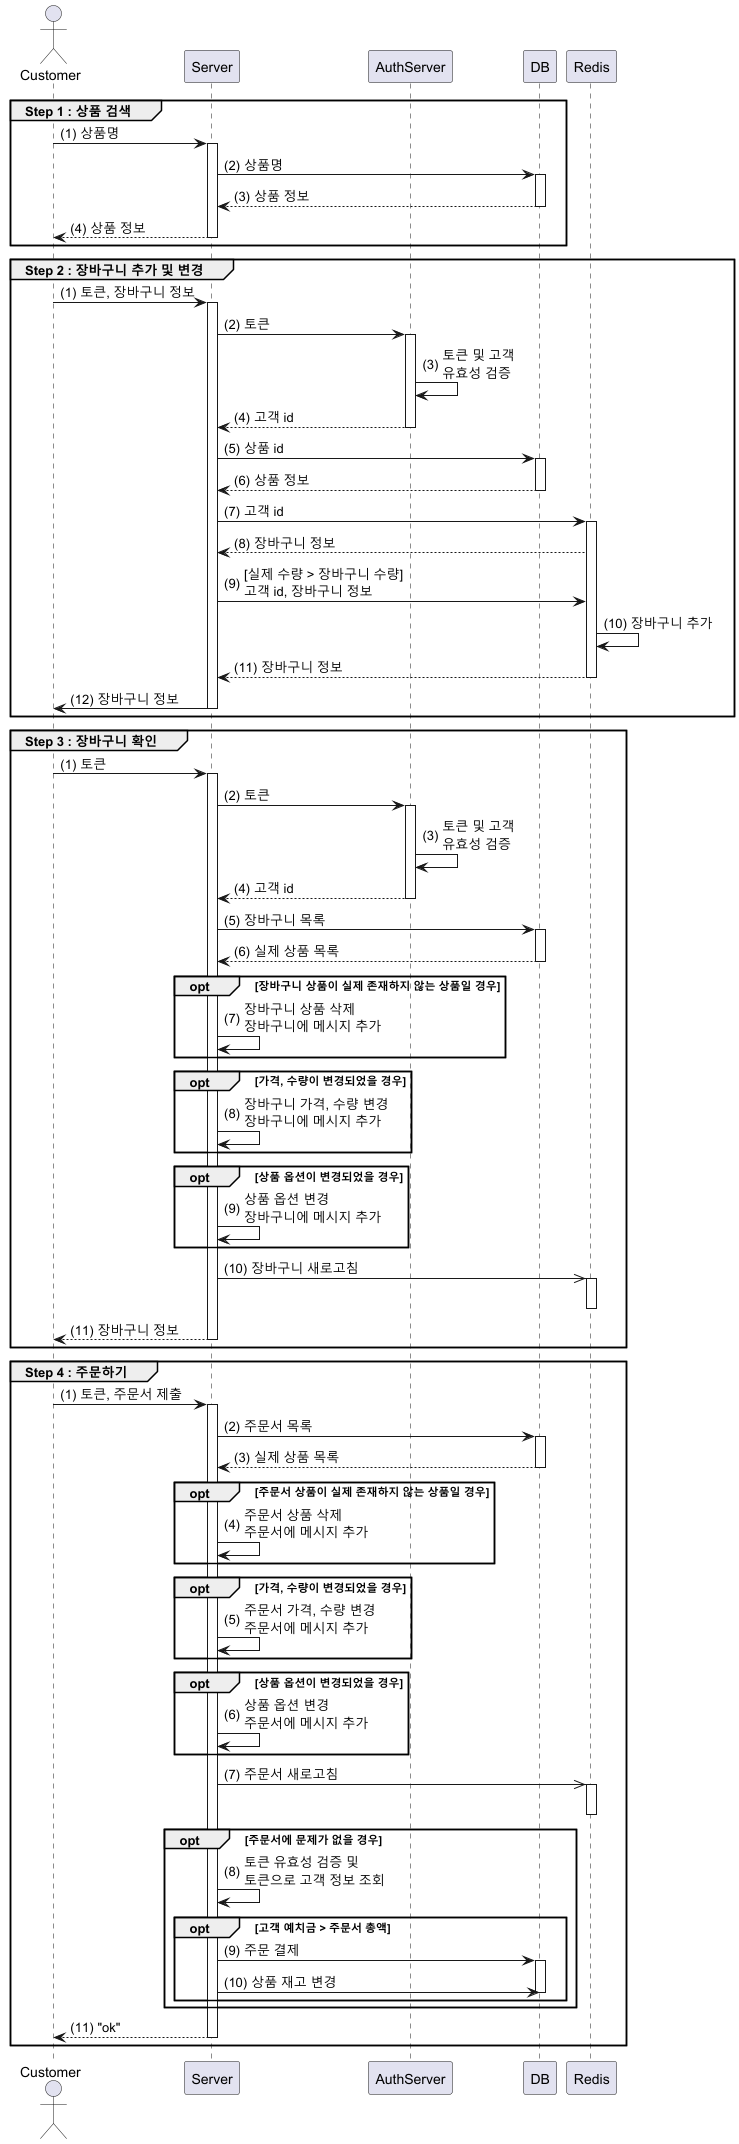 Customer
Server
AuthServer
DB
Redis
Step 1 : 상품 검색
(1) 상품명
(2) 상품명
(3) 상품 정보
(4) 상품 정보
Step 2 : 장바구니 추가 및 변경
(1) 토큰, 장바구니 정보
(2) 토큰
(3) 토큰 및 고객
유효성 검증
(4) 고객 id
(5) 상품 id
(6) 상품 정보
(7) 고객 id
(8) 장바구니 정보
(9) [실제 수량 > 장바구니 수량]
고객 id, 장바구니 정보
(10) 장바구니 추가
(11) 장바구니 정보
(12) 장바구니 정보
Step 3 : 장바구니 확인
(1) 토큰
(2) 토큰
(3) 토큰 및 고객
유효성 검증
(4) 고객 id
(5) 장바구니 목록
(6) 실제 상품 목록
opt [장바구니 상품이 실제 존재하지 않는 상품일 경우]
(7) 장바구니 상품 삭제
장바구니에 메시지 추가
opt [가격, 수량이 변경되었을 경우]
(8) 장바구니 가격, 수량 변경
장바구니에 메시지 추가
opt [상품 옵션이 변경되었을 경우]
(9) 상품 옵션 변경
장바구니에 메시지 추가
(10) 장바구니 새로고침
(11) 장바구니 정보
Step 4 : 주문하기
(1) 토큰, 주문서 제출
(2) 주문서 목록
(3) 실제 상품 목록
opt [주문서 상품이 실제 존재하지 않는 상품일 경우]
(4) 주문서 상품 삭제
주문서에 메시지 추가
opt [가격, 수량이 변경되었을 경우]
(5) 주문서 가격, 수량 변경
주문서에 메시지 추가
opt [상품 옵션이 변경되었을 경우]
(6) 상품 옵션 변경
주문서에 메시지 추가
(7) 주문서 새로고침
opt [주문서에 문제가 없을 경우]
(8) 토큰 유효성 검증 및
토큰으로 고객 정보 조회
opt [고객 예치금 > 주문서 총액]
(9) 주문 결제
(10) 상품 재고 변경
(11) "ok"
Customer
Server
AuthServer
DB
Redis